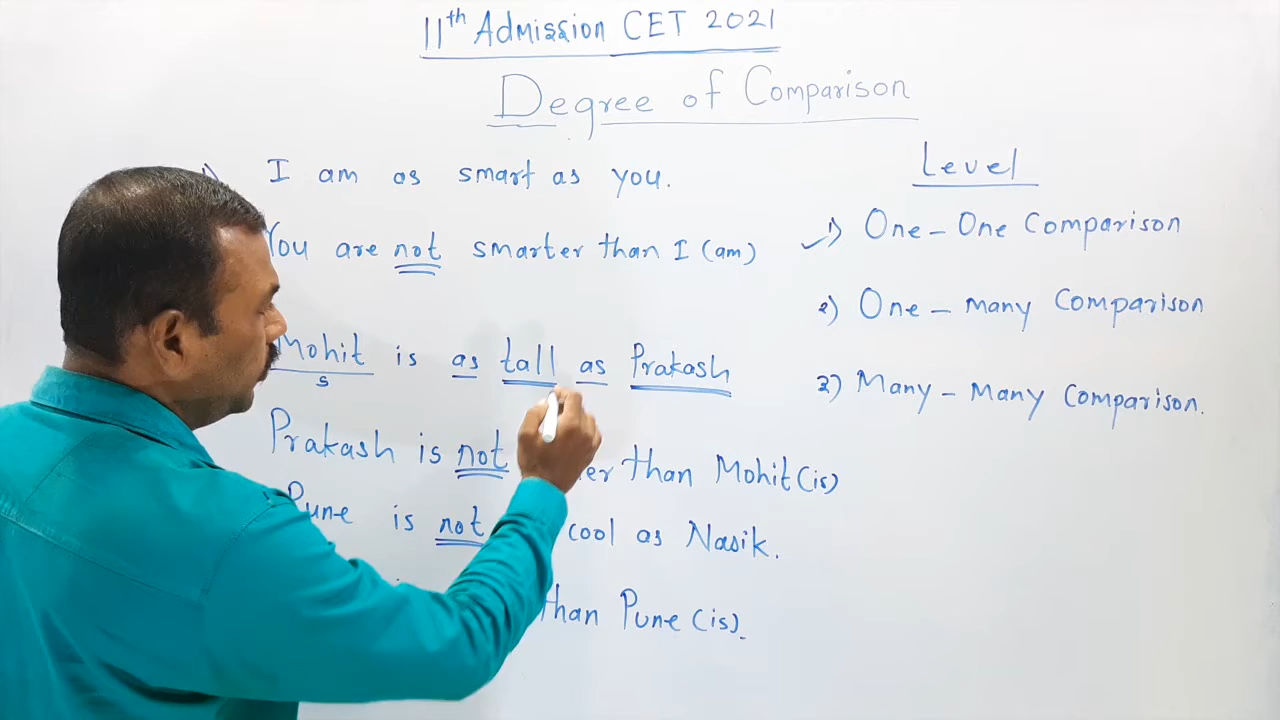 11th Admission CET 2021
Degree of Comparison
1) I am as smart as you.
You are not smarter than I (am)
Mohit is as tall as Prakash
s
Prakash is not than Mohit (is)
Pune is not cool as Nasik.
than Pune (is).
Level
1) One - One Comparison
2) One - many Comparison
3) Many - Many Comparison.